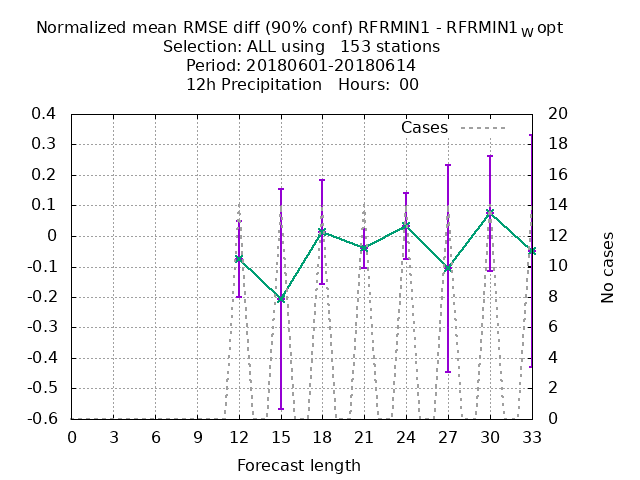 Normalized mean RMSE diff (90% conf) RFRMIN1 - RFRMIN1wopt
Selection: ALL using 153 stations
Period: 20180601-20180614
12h Precipitation Hours: 00
Cases
0.4
0.3
0.2
0.1
0
-0.1
-0.2
-0.3
-0.4
-0.5
-0.6
20
18
16
14
12
10
8
6
4
2
0
No cases
0 3 6 9 12 15 18 21 24 27 30 33
Forecast length